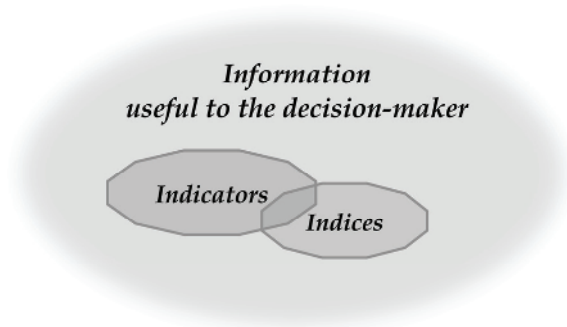 Information
useful to the decision-maker
Indicators
Indices